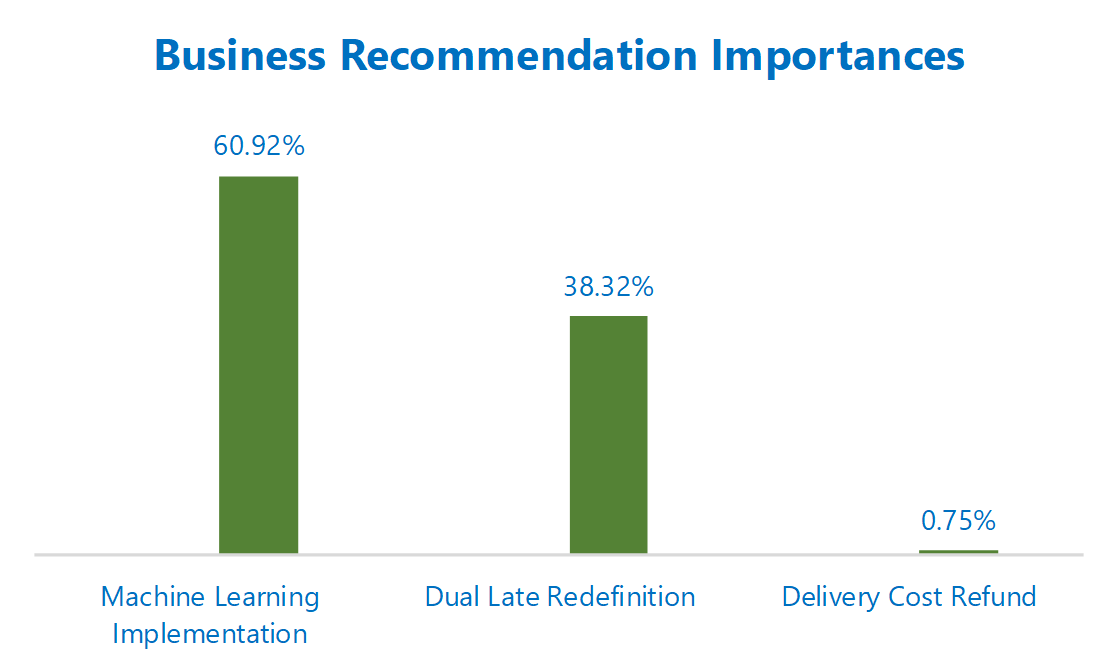 Business Recommendation Importances
60.92%
38.32%
0.75%
Machine Learning
Implementation
Dual Late Redefinition
Delivery Cost Refund